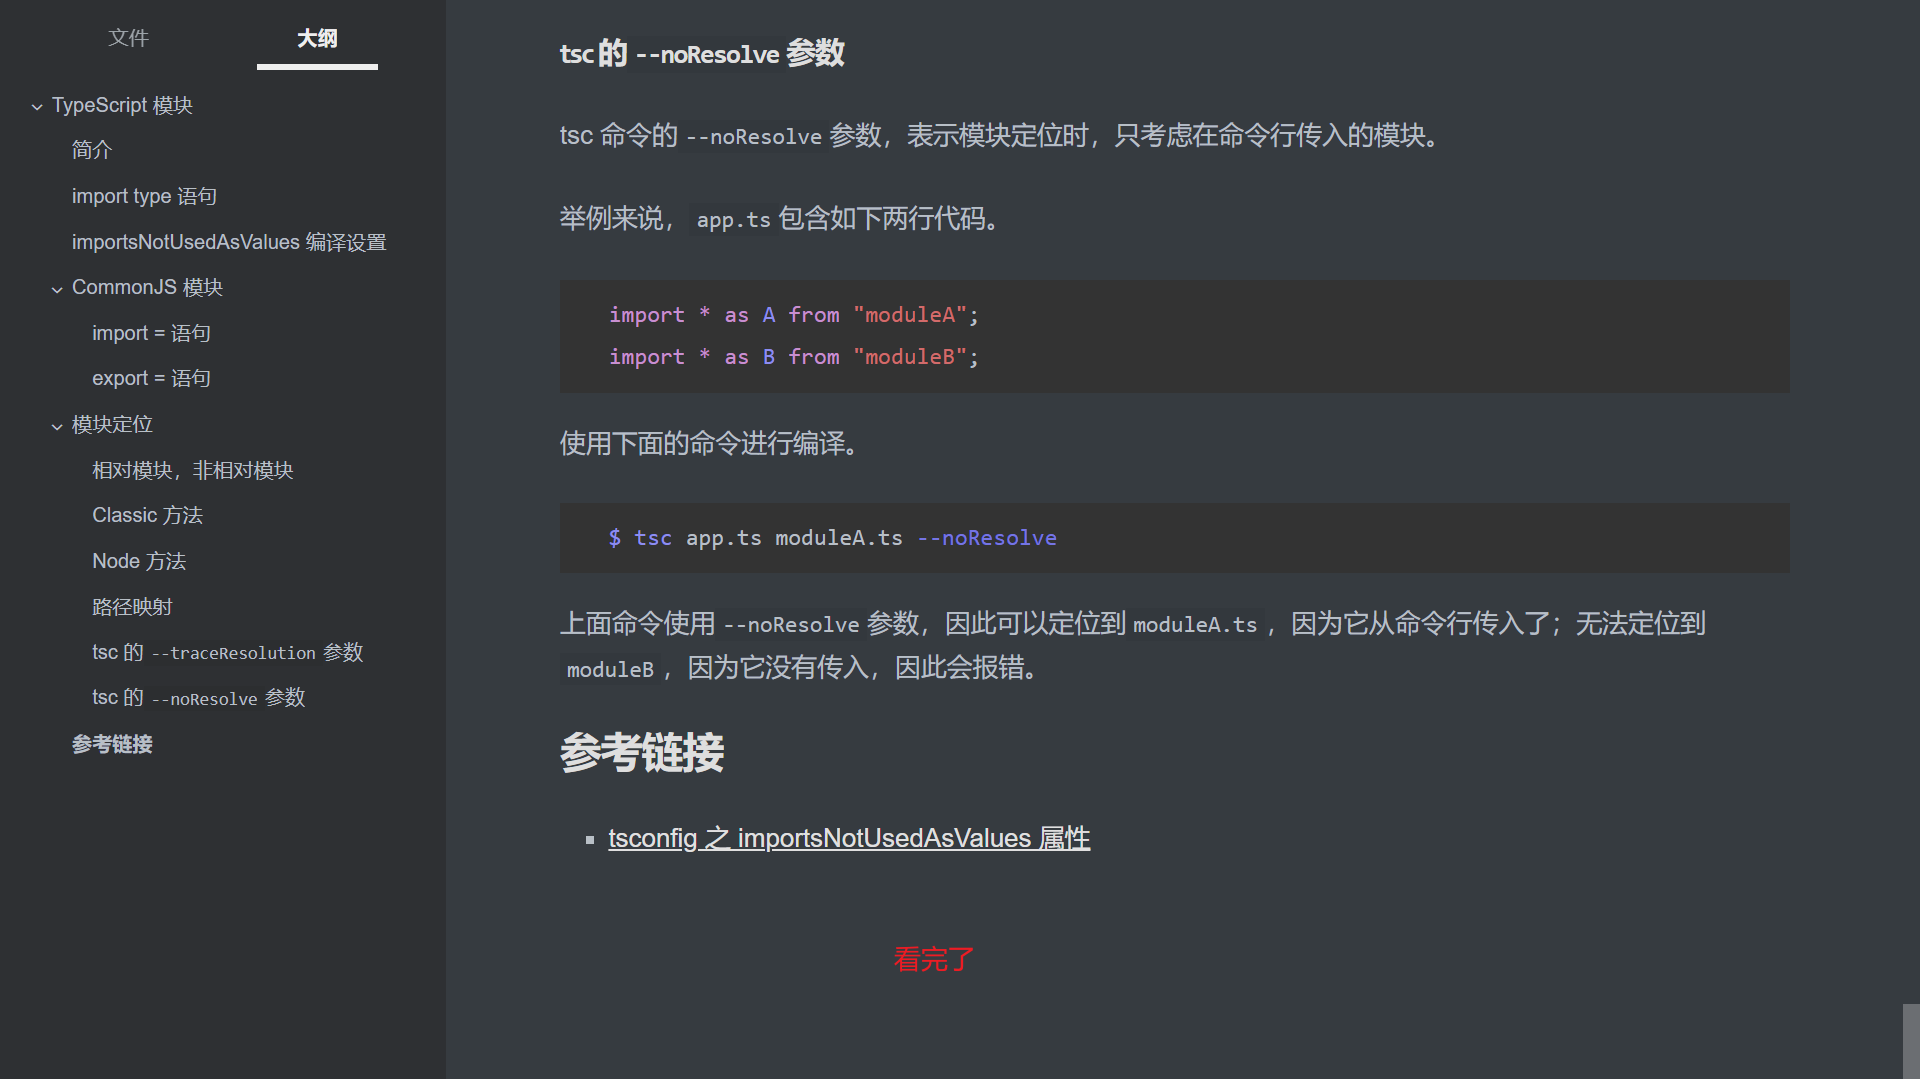 文件
大纲
TypeScript 模块
简介
import type 语句
importsNotUsedAsValues 编译设置
CommonJS 模块
import = 语句
export = 语句
模块定位
相对模块，非相对模块
Classic 方法
Node 方法
路径映射
tsc 的 --traceResolution 参数
tsc 的 --noResolve 参数
参考链接
tsc的 --noResolve 参数
tsc 命令的 --noResolve 参数，表示模块定位时，只考虑在命令行传入的模块。
举例来说， app.ts 包含如下两行代码。
import * as A from "moduleA";
import * as B from "moduleB";
使用下面的命令进行编译。
$ tsc app.ts moduleA.ts --noResolve
上面命令使用 --noResolve 参数，因此可以定位到 moduleA.ts ，因为它从命令行传入了；无法定位到
moduleB ，因为它没有传入，因此会报错。
参考链接
tsconfig 之 importsNotUsedAsValues 属性
看完了